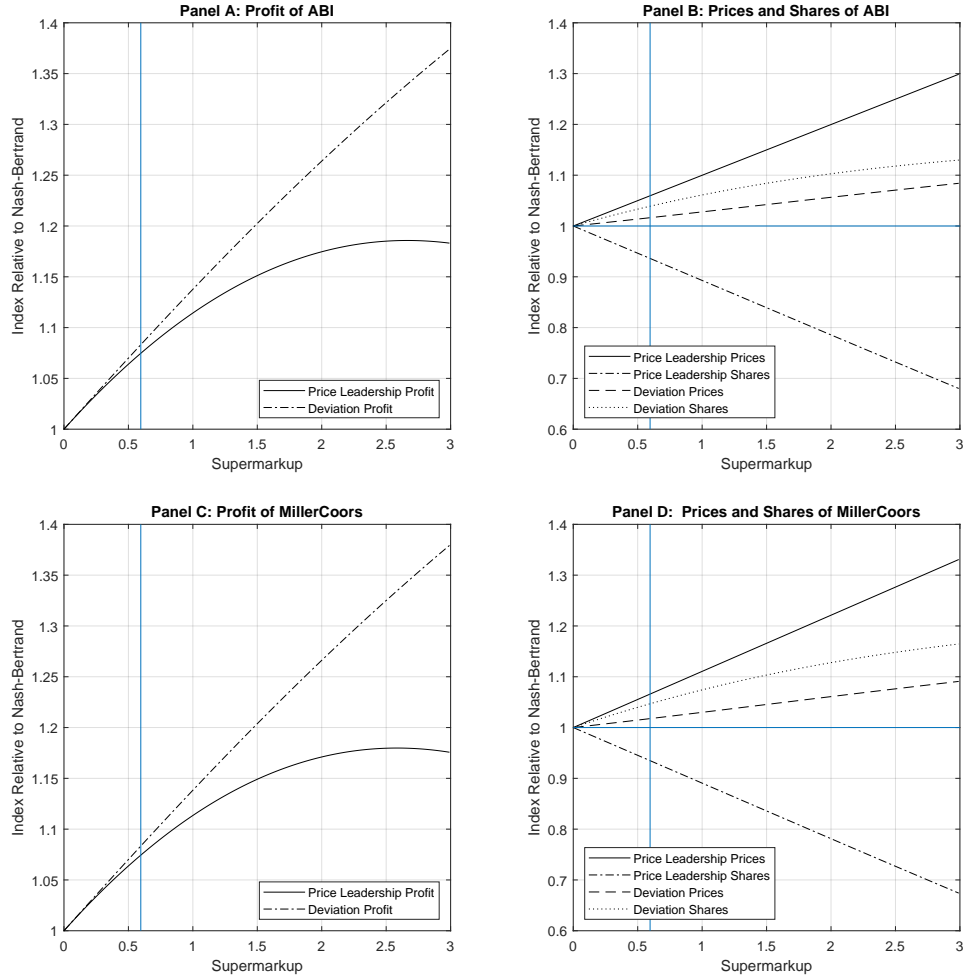 Panel A: Profit of ABI
Index Relative to Nash-Bertrand
1.4
1.35
1.3
1.25
1.2
1.15
1.1
1.05
1
0 0.5 1 1.5 2 2.5 3
Supermarkup
Price Leadership Profit
Deviation Profit
Panel B: Prices and Shares of ABI
Index Relative to Nash-Bertrand
1.4
1.3
1.2
1.1
1
0.9
0.8
0.7
0.6
0 0.5 1 1.5 2 2.5 3
Supermarkup
Price Leadership Prices
Price Leadership Shares
Deviation Prices
Deviation Shares
Panel C: Profit of MillerCoors
Index Relative to Nash-Bertrand
1.4
1.35
1.3
1.25
1.2
1.15
1.1
1.05
1
0 0.5 1 1.5 2 2.5 3
Supermarkup
Price Leadership Profit
Deviation Profit
Panel D: Prices and Shares of MillerCoors
Index Relative to Nash-Bertrand
1.4
1.3
1.2
1.1
1
0.9
0.8
0.7
0.6
0 0.5 1 1.5 2 2.5 3
Supermarkup
Price Leadership Prices
Price Leadership Shares
Deviation Prices
Deviation Shares